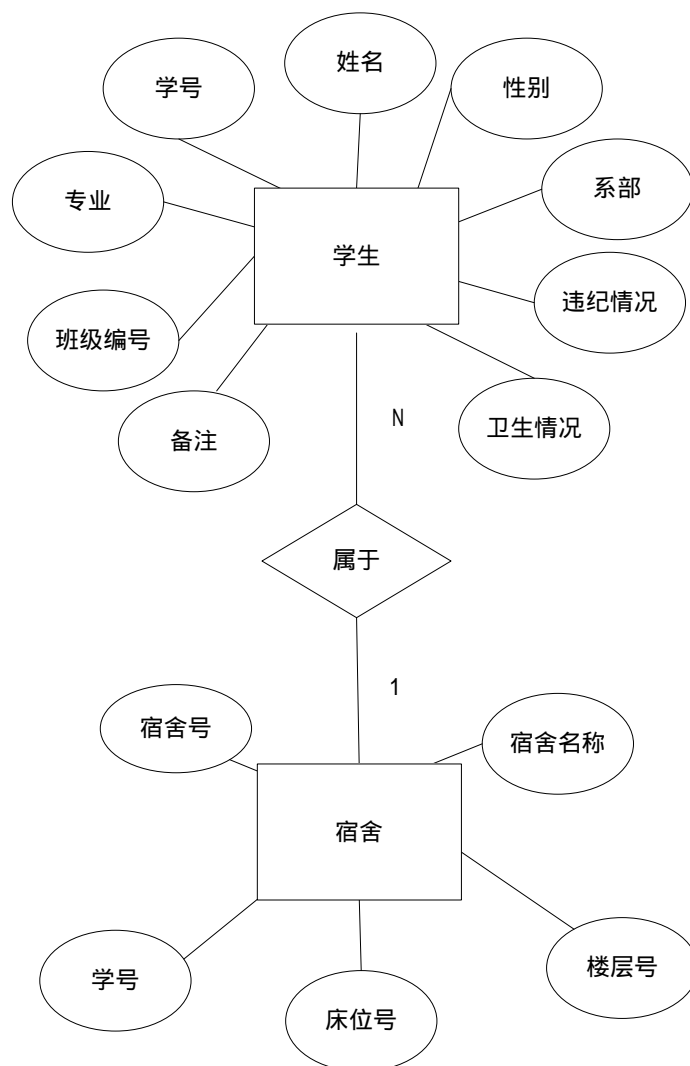 姓名
学号
性别
专业
系部
学生
违纪情况
班级编号
备注
N
卫生情况
属于
1
宿舍号
宿舍名称
宿舍
学号
楼层号
床位号